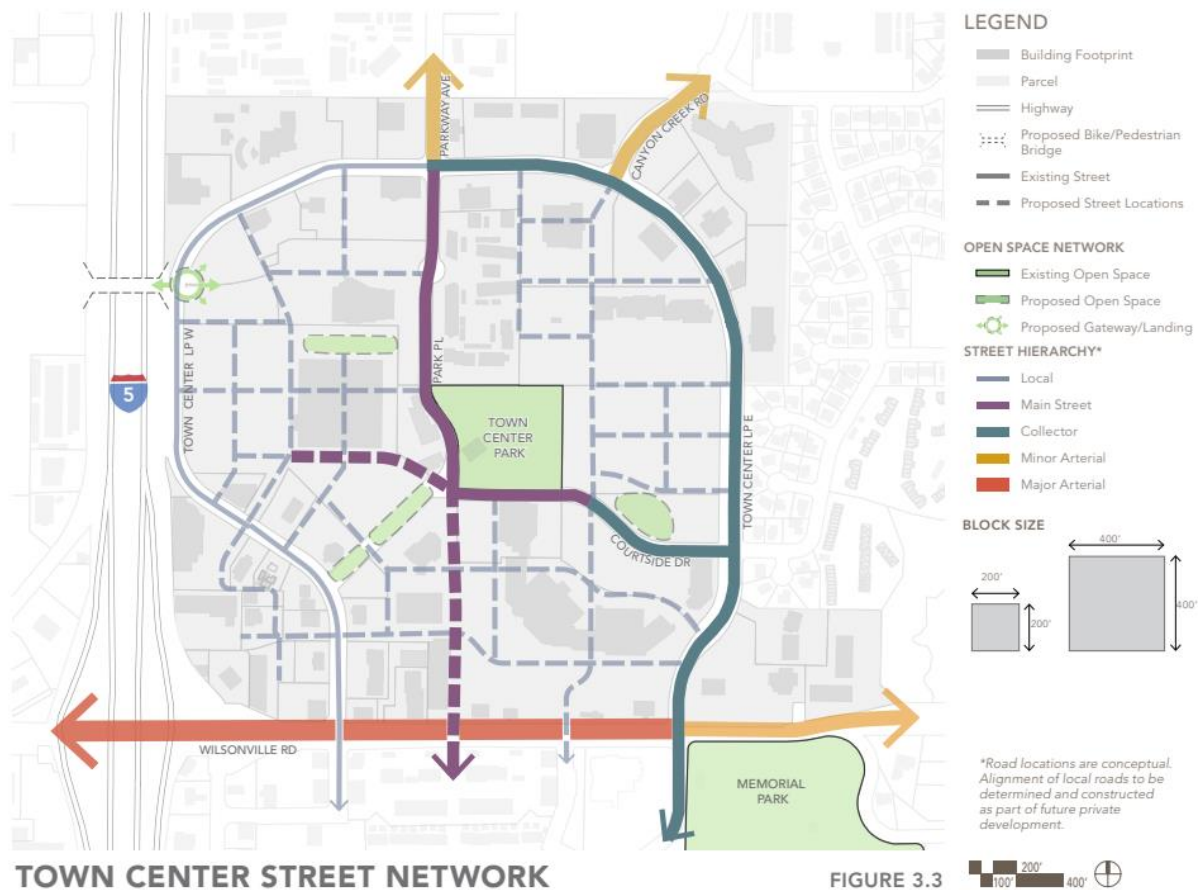 PARKWAY AVE
CANYON CREEK RD
TOWN CENTER LP W
PARK PL
5
TOWN
CENTER
PARK
TOWN CENTER LP E
COURTSIDE DR
WILSONVILLE RD
MEMORIAL
PARK
LEGEND
Building Footprint
Parcel
Highway
Proposed Bike/Pedestrian
Bridge
Existing Street
Proposed Street Locations
OPEN SPACE NETWORK
Existing Open Space
Proposed Open Space
Proposed Gateway/Landing
STREET HIERARCHY*
Local
Main Street
Collector
Minor Arterial
Major Arterial
BLOCK SIZE
400'
200'
200'
400'
*Road locations are conceptual.
Alignment of local roads to be
determined and constructed
as part of future private
development.
TOWN CENTER STREET NETWORK
FIGURE 3.3
200'
100'
400'